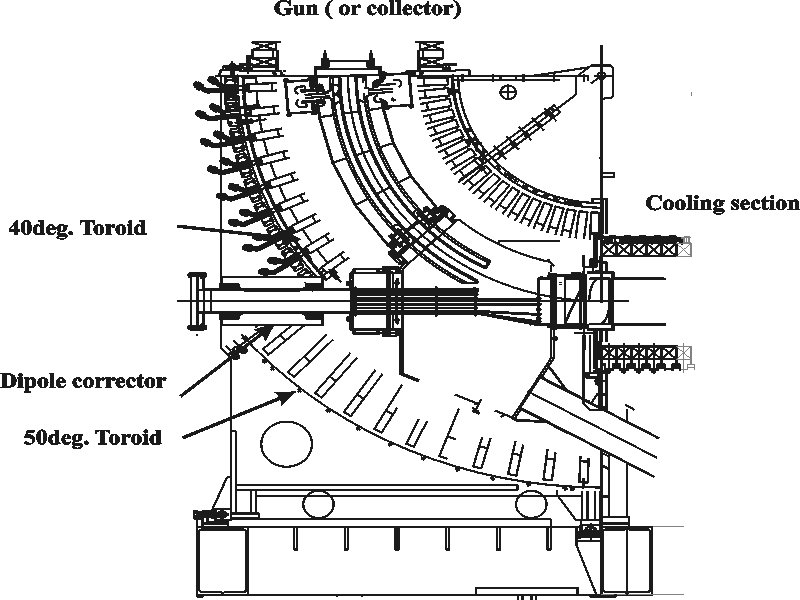 Gun ( or collector)
Cooling section
40deg. Toroid
Dipole corrector
50deg. Toroid